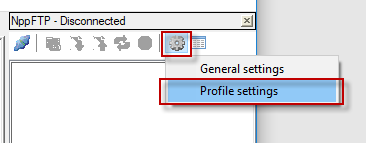 NppFTP - Disconnected
General settings
Profile settings